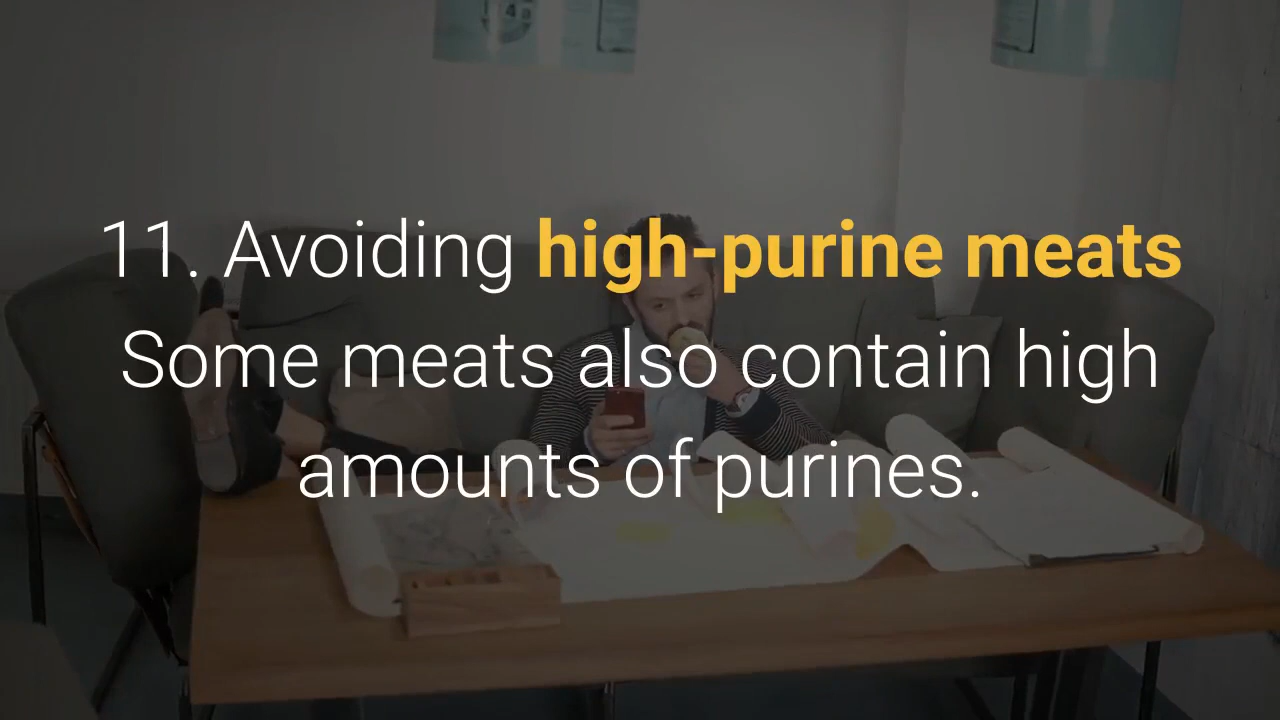 11. Avoiding high-purine meats
Some meats also contain high
amounts of purines.